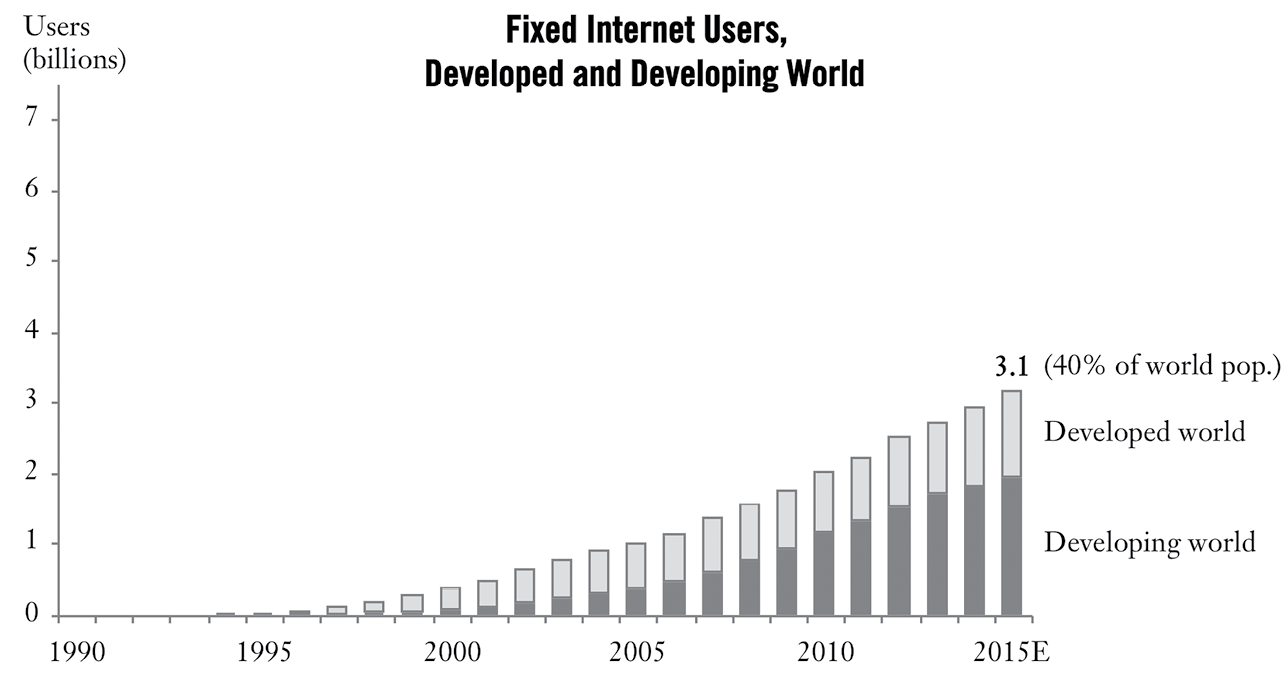 Users
(billions)
Fixed Internet Users,
Developed and Developing World
7
6
5
4
3.1 (40% of world pop.)
3
Developed world
2
1
Developing world
0
1990 1995 2000 2005 2010 2015E